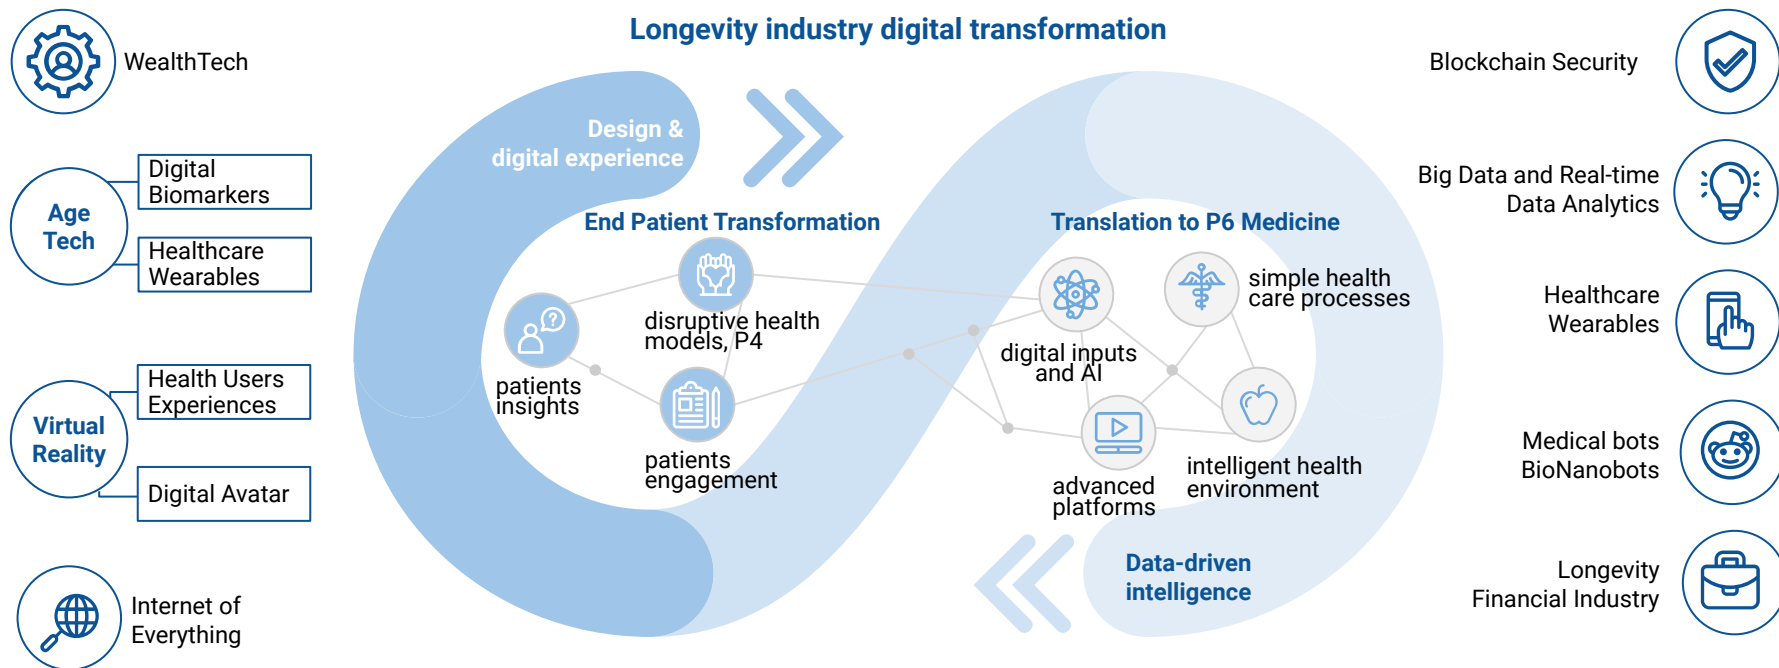 Longevity industry digital transformation
WealthTech
Age
Tech
Digital
Biomarkers
Healthcare
Wearables
Virtual
Reality
Health Users
Experiences
Digital Avatar
Internet of
Everything
Design &
digital experience
End Patient Transformation
patients
insights
disruptive health
models, P4
patients
engagement
Translation to P6 Medicine
digital inputs
and AI
simple health
care processes
advanced
platforms
intelligent health
environment
Data-driven
intelligence
Blockchain Security
Big Data and Real-time
Data Analytics
Healthcare
Wearables
Medical bots
BioNanobots
Longevity
Financial Industry